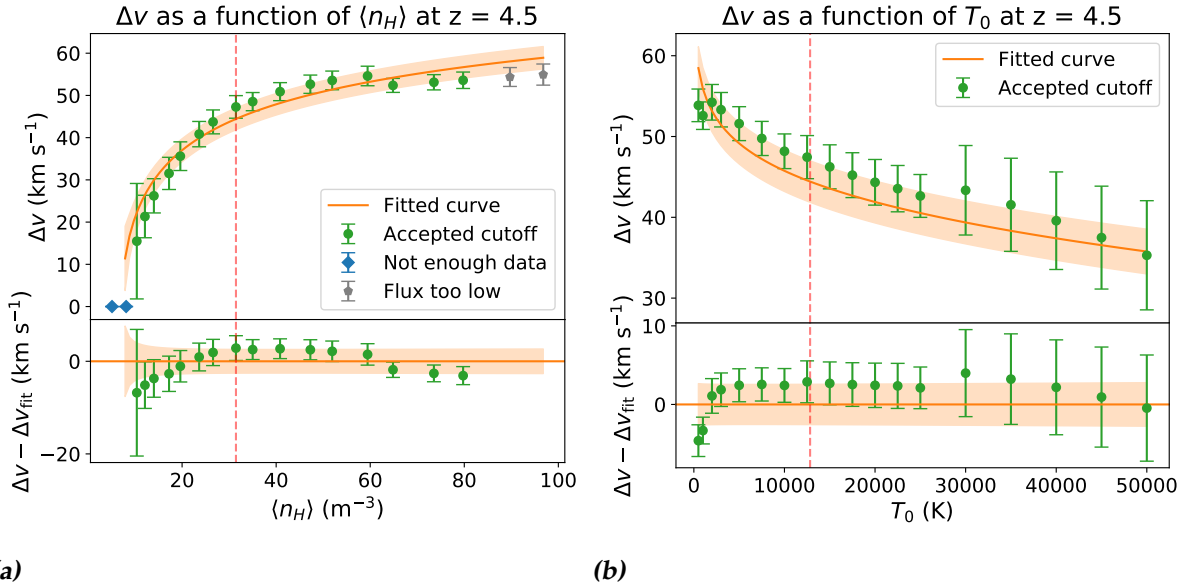 Δv as a function of ⟨n_H⟩ at z = 4.5
60
50
40
30
20
10
0
Δv (km s⁻¹)
Fitted curve
Accepted cutoff
Not enough data
Flux too low
0
−20
Δv − Δv_fit (km s⁻¹)
20
40
60
80
100
⟨n_H⟩ (m⁻³)
(a)
Δv as a function of T₀ at z = 4.5
60
50
40
30
Δv (km s⁻¹)
Fitted curve
Accepted cutoff
10
0
Δv − Δv_fit (km s⁻¹)
0
10000
20000
30000
40000
50000
T₀ (K)
(b)